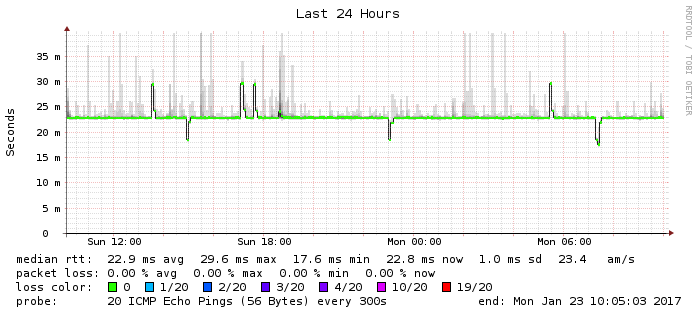 Last 24 Hours
RRDTOOL / TOBI OETIKER
Seconds
35 m
30 m
25 m
20 m
15 m
10 m
5 m
0
Sun 12:00 Sun 18:00 Mon 00:00 Mon 06:00
median rtt: 22.9 ms avg 29.6 ms max 17.6 ms min 22.8 ms now 1.0 ms sd 23.4 am/s
packet loss: 0.00 % avg 0.00 % max 0.00 % min 0.00 % now
loss color: 0 1/20 2/20 3/20 4/20 10/20 19/20
probe: 20 ICMP Echo Pings (56 Bytes) every 300s end: Mon Jan 23 10:05:03 2017